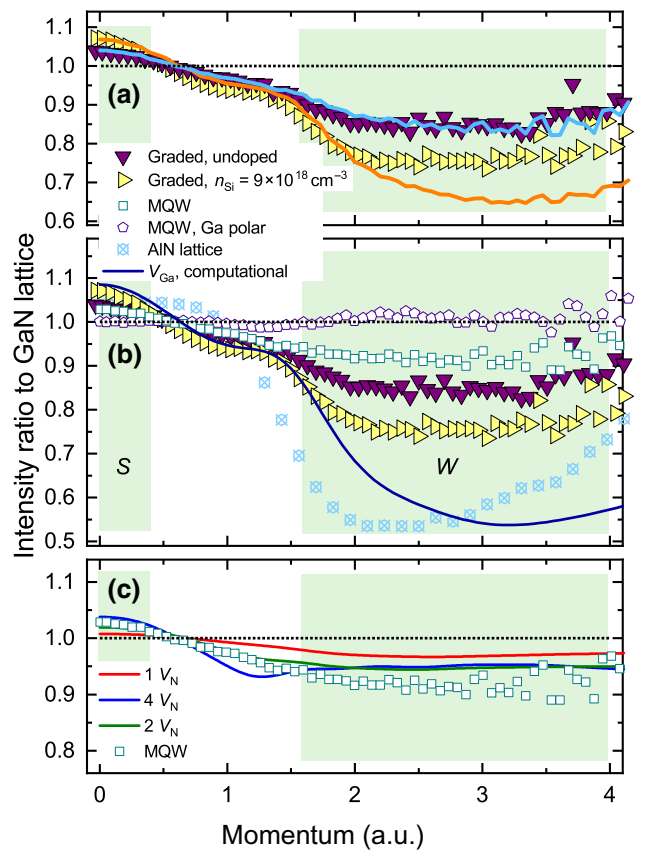 Intensity ratio to GaN lattice
1.1
1.0
0.9
0.8
0.7
0.6
(a)
Graded, undoped
Graded, nSi = 9×10¹⁸ cm⁻³
MQW
MQW, Ga polar
AlN lattice
VGa, computational
1.1
1.0
0.9
0.8
0.7
0.6
0.5
(b)
S
W
1.1
1.0
0.9
0.8
(c)
1 VN
4 VN
2 VN
MQW
0
1
2
3
4
Momentum (a.u.)